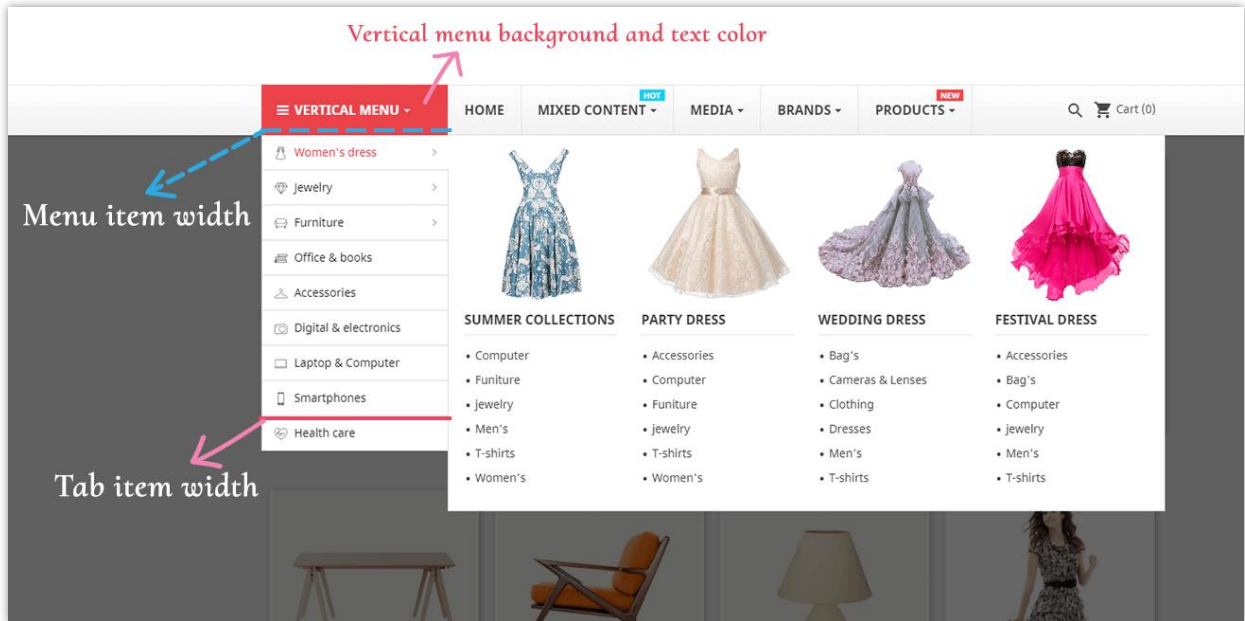 Vertical menu background and text color
HOT
NEW
VERTICAL MENU
HOME
MIXED CONTENT
MEDIA
BRANDS
PRODUCTS
Cart (0)
Menu item width
Tab item width
Women's dress
Jewelry
Furniture
Office & books
Accessories
Digital & electronics
Laptop & Computer
Smartphones
Health care
SUMMER COLLECTIONS
• Computer
• Funiture
• jewelry
• Men's
• T-shirts
• Women's
PARTY DRESS
• Accessories
• Computer
• Funiture
• jewelry
• T-shirts
• Women's
WEDDING DRESS
• Bag's
• Cameras & Lenses
• Clothing
• Dresses
• Men's
• T-shirts
FESTIVAL DRESS
• Accessories
• Bag's
• Computer
• jewelry
• Men's
• T-shirts